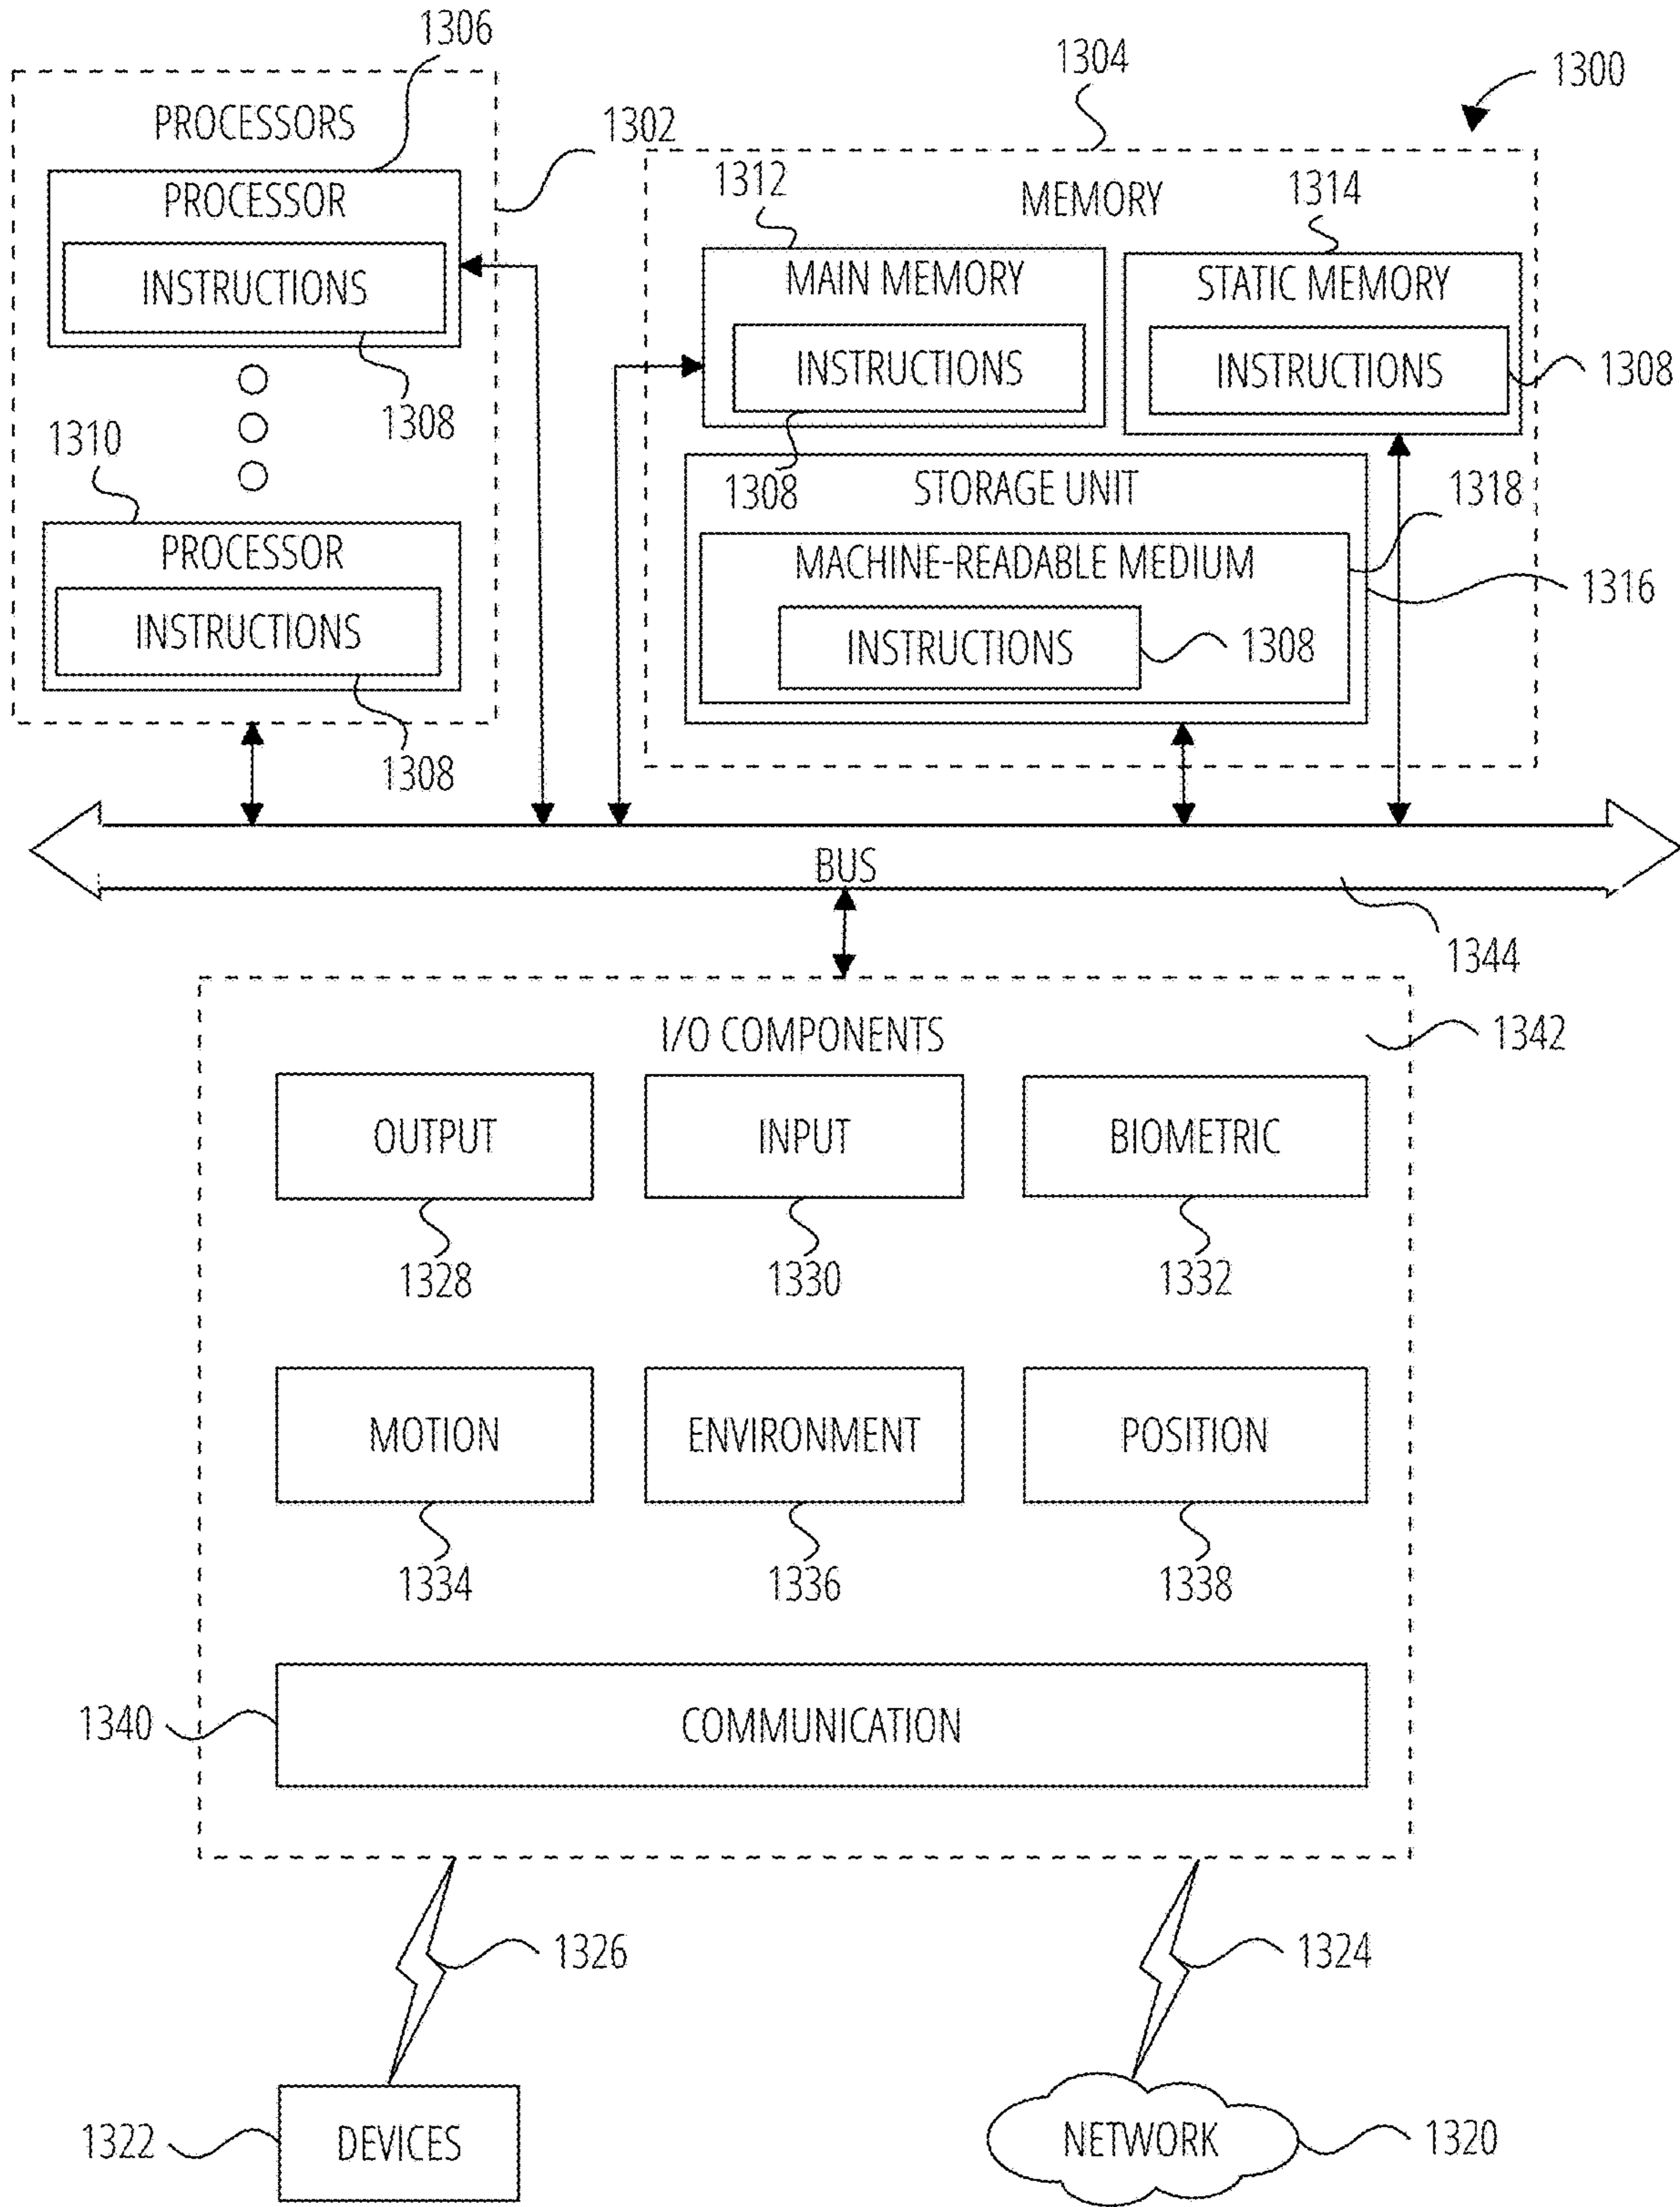 1306
1304
1300
PROCESSORS
1302
PROCESSOR
INSTRUCTIONS
1308
1310
PROCESSOR
INSTRUCTIONS
1308
MEMORY
1312
1314
MAIN MEMORY
INSTRUCTIONS
1308
STATIC MEMORY
INSTRUCTIONS
1308
STORAGE UNIT
1318
MACHINE-READABLE MEDIUM
1316
INSTRUCTIONS
1308
BUS
1344
I/O COMPONENTS
1342
OUTPUT
INPUT
BIOMETRIC
1328
1330
1332
MOTION
ENVIRONMENT
POSITION
1334
1336
1338
1340
COMMUNICATION
1326
1324
1322
DEVICES
NETWORK
1320